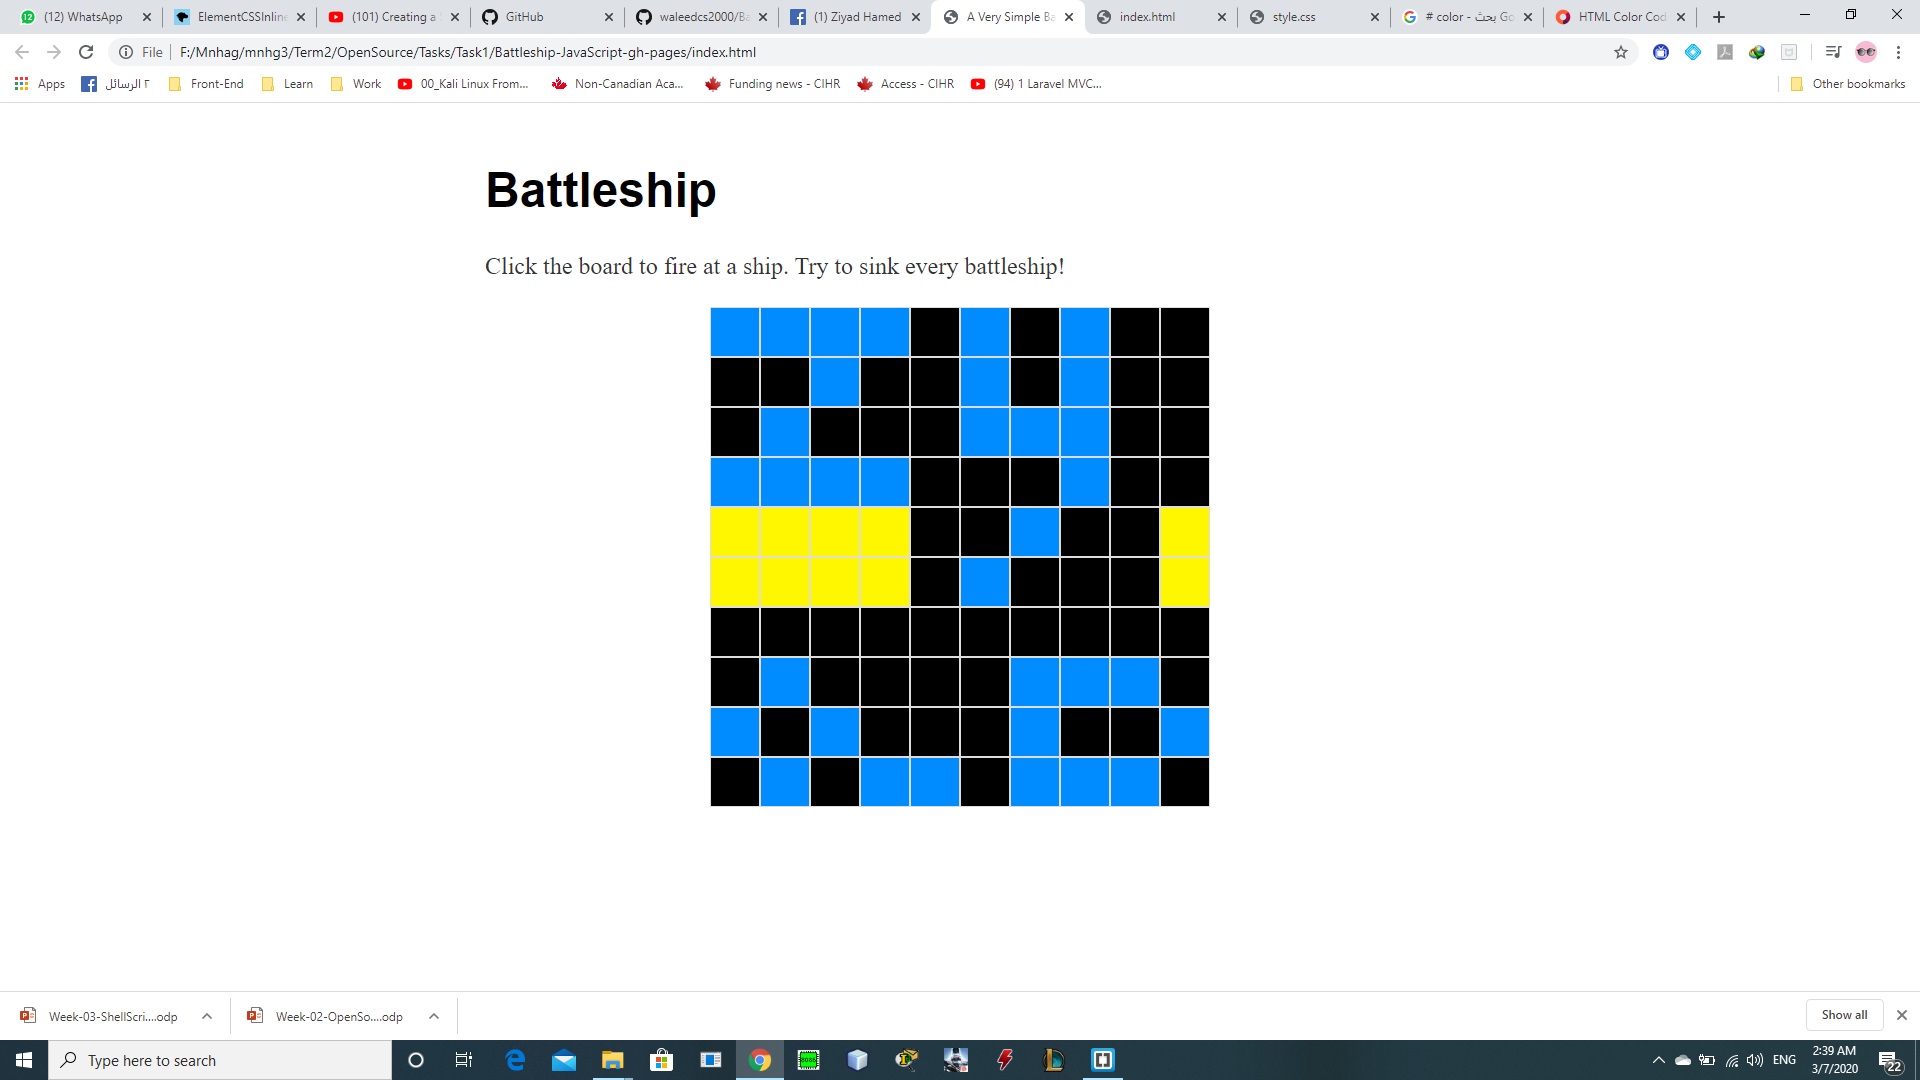 (12) WhatsApp
ElementCSSInline
(101) Creating a
GitHub
waleedcs2000/Ba
(1) Ziyad Hamed
A Very Simple Ba
index.html
style.css
# color - بحث Go
HTML Color Cod
File
F:/Mnhag/mnhg3/Term2/OpenSource/Tasks/Task1/Battleship-JavaScript-gh-pages/index.html
Apps
٢ الرسائل
Front-End
Learn
Work
00_Kali Linux From...
Non-Canadian Aca...
Funding news - CIHR
Access - CIHR
(94) 1 Laravel MVC...
Other bookmarks
Battleship
Click the board to fire at a ship. Try to sink every battleship!
Week-03-ShellScri....odp
Week-02-OpenSo....odp
Show all
Type here to search
ENG
2:39 AM
3/7/2020
22